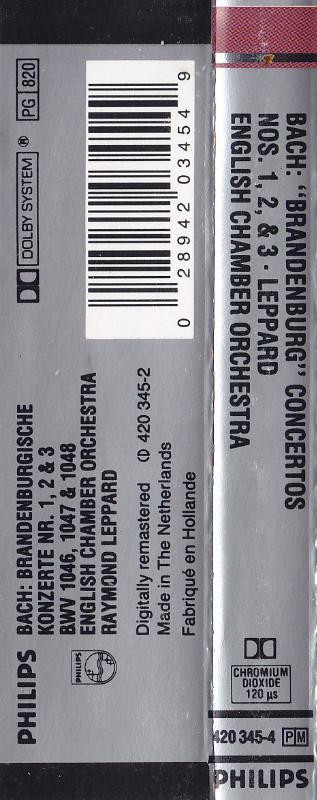 PHILIPS
BACH: BRANDENBURGISCHE
KONZERTE NR. 1, 2 & 3
BWV 1046, 1047 & 1048
ENGLISH CHAMBER ORCHESTRA
RAYMOND LEPPARD
PHILIPS
Digitally remastered CD 420 345-2
Made in The Netherlands
Fabriqué en Hollande
DOLBY SYSTEM ®
PG 820
0 28942 03454 9
BACH: “BRANDENBURG” CONCERTOS
NOS. 1, 2, & 3 · LEPPARD
ENGLISH CHAMBER ORCHESTRA
CHROMIUM
DIOXIDE
120 µs
420 345-4 PM
PHILIPS